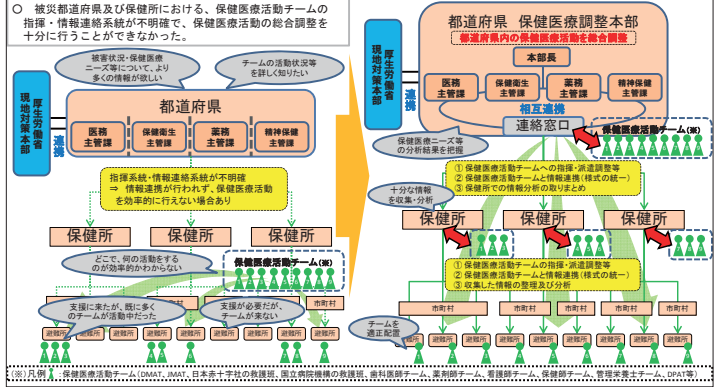 ○ 被災都道府県及び保健所における、保健医療活動チームの
指揮・情報連絡系統が不明確で、保健医療活動の総合調整を
十分に行うことができなかった。
被害状況・保健医療
ニーズ等について、より
多くの情報が欲しい
チームの活動状況等
を詳しく知りたい
厚生労働省
現地対策本部
連携
都道府県
医務
主管課
保健衛生
主管課
薬務
主管課
精神保健
主管課
指揮系統・情報連絡系統が不明確
⇒ 情報連携が行われず、保健医療活動
を効率的に行えない場合あり
保健所
保健所
保健所
どこで、何の活動をする
のが効率的かわからない
保健医療活動チーム(※)
市町村
市町村
支援に来たが、既に多く
のチームが活動中だった
支援が必要だが、
チームが来ない
避難所
避難所
避難所
避難所
避難所
避難所
避難所
避難所
都道府県 保健医療調整本部
都道府県内の保健医療活動を総合調整
本部長
厚生労働省
現地対策本部
連携
医務
主管課
保健衛生
主管課
薬務
主管課
精神保健
主管課
相互連携
連絡窓口
保健医療ニーズ等
の分析結果を把握
保健医療活動チーム(※)
① 保健医療活動チームへの指揮・派遣調整等
② 保健医療活動チームと情報連携(様式の統一)
③ 保健所での情報分析の取りまとめ
十分な情報
を収集・分析
保健所
保健所
保健所
① 保健医療活動チームの指揮・派遣調整等
② 保健医療活動チームと情報連携(様式の統一)
③ 収集した情報の整理及び分析
市町村
市町村
市町村
チームを
適正配置
避難所
避難所
避難所
避難所
避難所
避難所
避難所
避難所
(※)凡例 :保健医療活動チーム(DMAT、JMAT、日本赤十字社の救護班、国立病院機構の救護班、歯科医師チーム、薬剤師チーム、看護師チーム、保健師チーム、管理栄養士チーム、DPAT等)